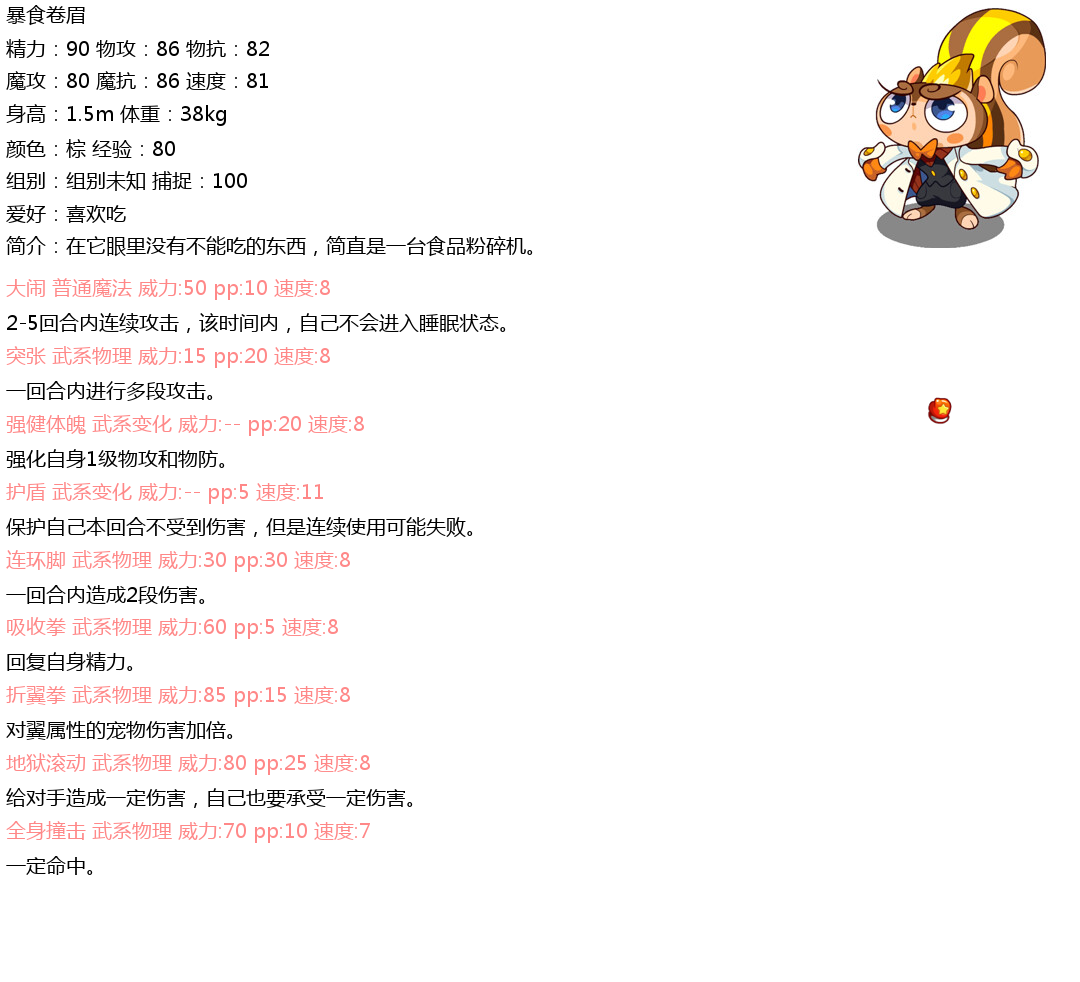 暴食卷眉
精力：90 物攻：86 物抗：82
魔攻：80 魔抗：86 速度：81
身高：1.5m 体重：38kg
颜色：棕 经验：80
组别：组别未知 捕捉：100
爱好：喜欢吃
简介：在它眼里没有不能吃的东西，简直是一台食品粉碎机。
大闹 普通魔法 威力:50 pp:10 速度:8
2-5回合内连续攻击，该时间内，自己不会进入睡眠状态。
突张 武系物理 威力:15 pp:20 速度:8
一回合内进行多段攻击。
强健体魄 武系变化 威力:-- pp:20 速度:8
强化自身1级物攻和物防。
护盾 武系变化 威力:-- pp:5 速度:11
保护自己本回合不受到伤害，但是连续使用可能失败。
连环脚 武系物理 威力:30 pp:30 速度:8
一回合内造成2段伤害。
吸收拳 武系物理 威力:60 pp:5 速度:8
回复自身精力。
折翼拳 武系物理 威力:85 pp:15 速度:8
对翼属性的宠物伤害加倍。
地狱滚动 武系物理 威力:80 pp:25 速度:8
给对手造成一定伤害，自己也要承受一定伤害。
全身撞击 武系物理 威力:70 pp:10 速度:7
一定命中。